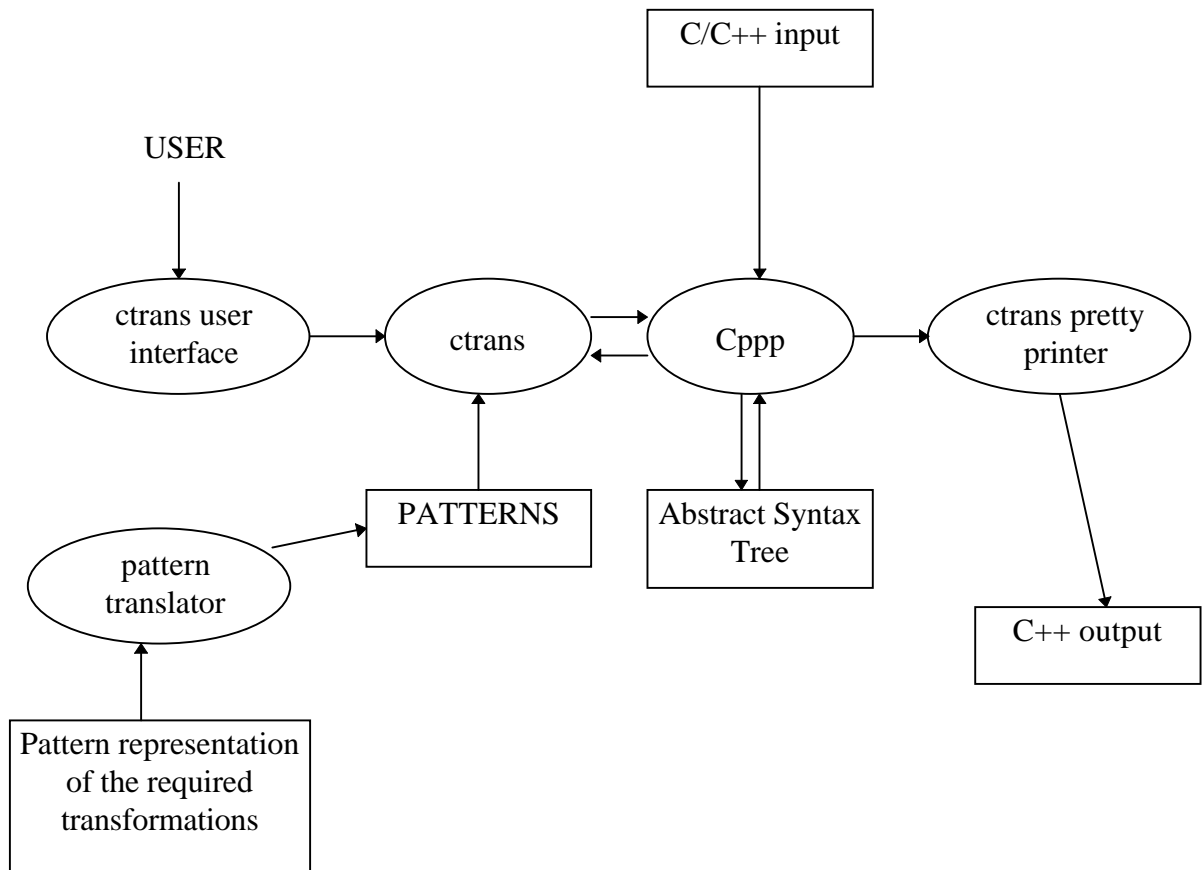 C/C++ input
USER
ctrans user
interface
ctrans
Cppp
ctrans pretty
printer
PATTERNS
Abstract Syntax
Tree
pattern
translator
C++ output
Pattern representation
of the required
transformations